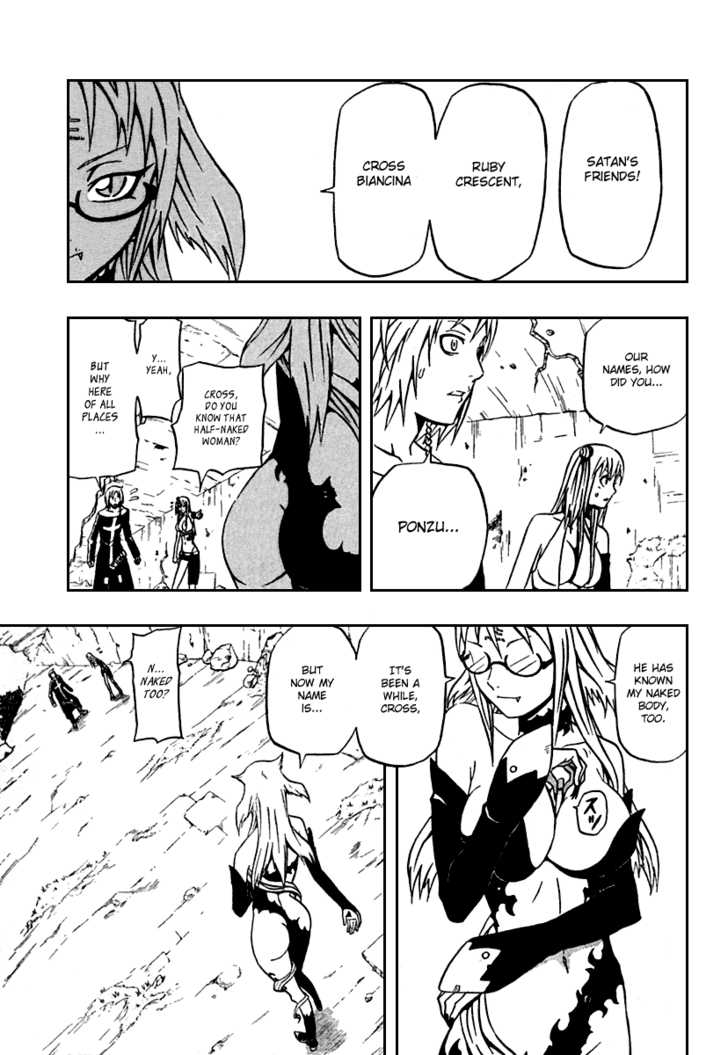 SATAN'S
FRIENDS!
RUBY
CRESCENT,
CROSS
BIANCINA
OUR
NAMES, HOW
DID YOU...
PONZU...
CROSS,
DO YOU
KNOW THAT
HALF-NAKED
WOMAN?
Y...
YEAH,
BUT
WHY
HERE
OF ALL
PLACES
...
HE HAS
KNOWN
MY NAKED
BODY,
TOO.
ズッ
IT'S
BEEN A
WHILE,
CROSS,
BUT
NOW MY
NAME
IS...
N...
NAKED
TOO?